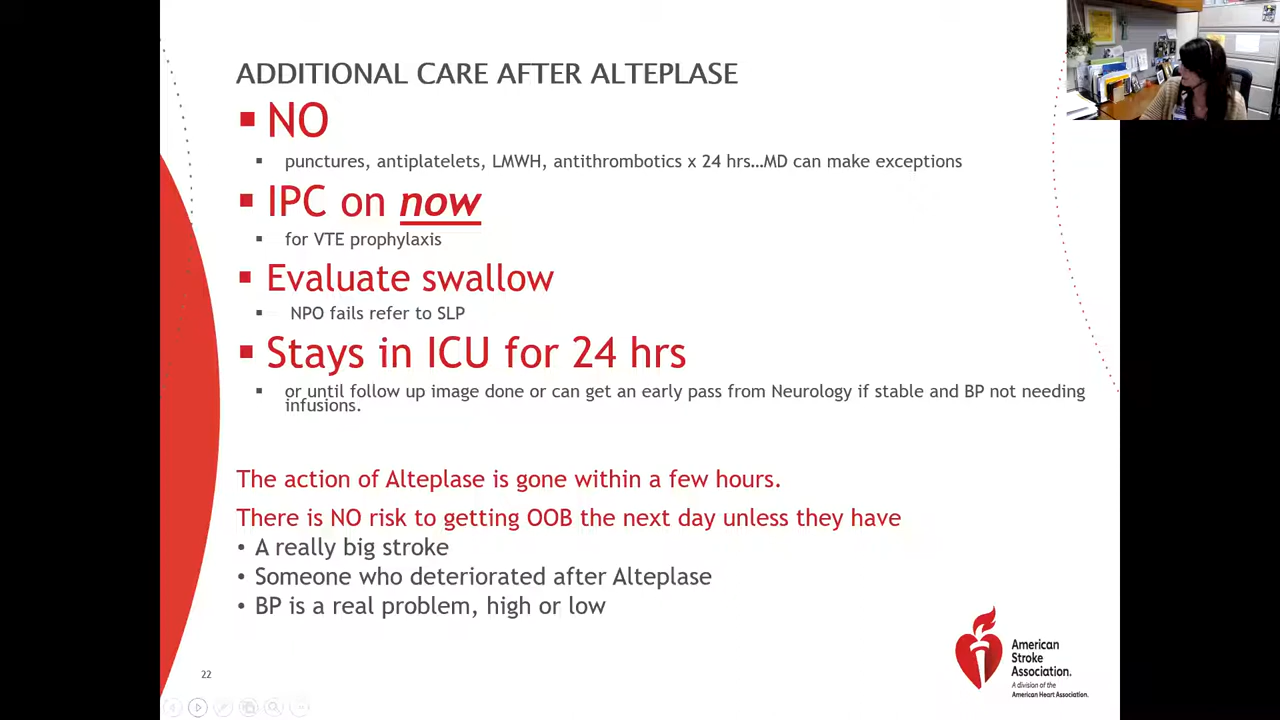 ADDITIONAL CARE AFTER ALTEPLASE
▪ NO
▪ punctures, antiplatelets, LMWH, antithrombotics x 24 hrs…MD can make exceptions
▪ IPC on now
▪ for VTE prophylaxis
▪ Evaluate swallow
▪ NPO fails refer to SLP
▪ Stays in ICU for 24 hrs
▪ or until follow up image done or can get an early pass from Neurology if stable and BP not needing
infusions.
The action of Alteplase is gone within a few hours.
There is NO risk to getting OOB the next day unless they have
• A really big stroke
• Someone who deteriorated after Alteplase
• BP is a real problem, high or low
American
Stroke
Association.
A division of the
American Heart Association.
22